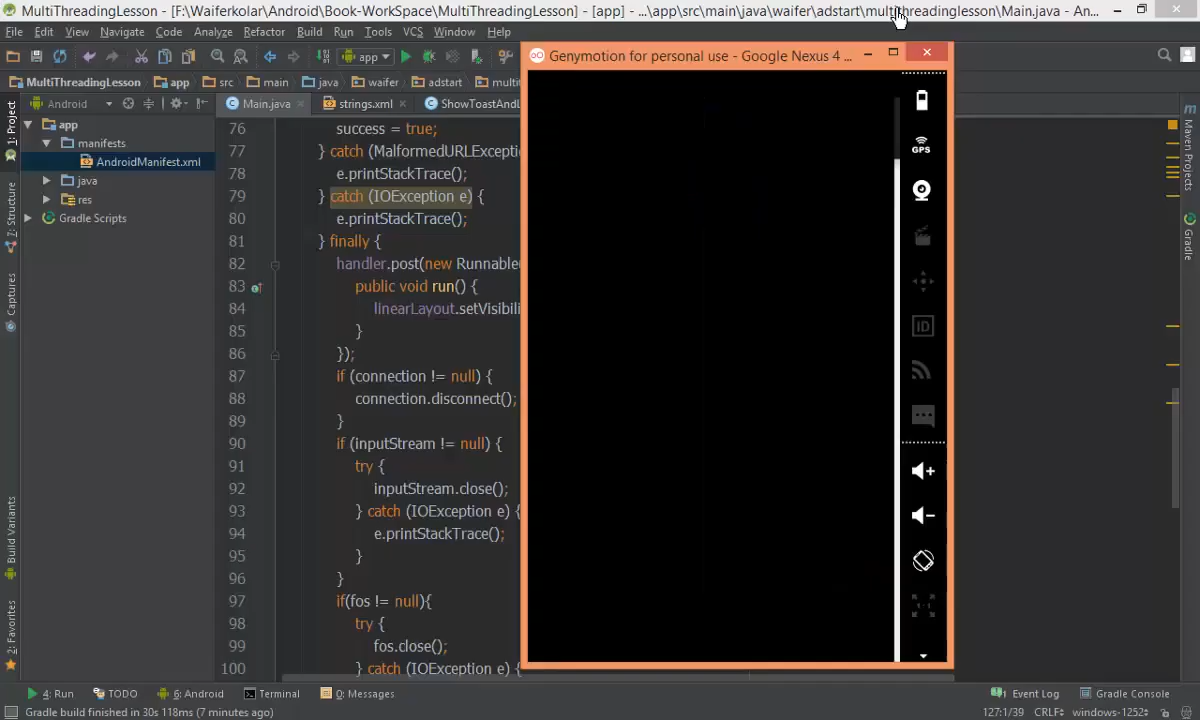 MultiThreadingLesson - [F:\Waiferkolar\Android\Book-WorkSpace\MultiThreadingLesson] - [app] - ...\app\src\main\java\waifer\adstart\multithreadinglesson\Main.java - An...
File Edit View Navigate Code Analyze Refactor Build Run Tools VCS Window Help
Genymotion for personal use - Google Nexus 4 ...
app
MultiThreadingLesson app src main java waifer adstart multi
Android
Main.java strings.xml ShowToastAndL
1: Project
app
manifests
AndroidManifest.xml
java
res
Gradle Scripts
Z: Structure
Captures
Build Variants
2: Favorites
Maven Projects
Gradle
76 success = true;
77 } catch (MalformedURLExcepti
78 e.printStackTrace();
79 } catch (IOException e) {
80 e.printStackTrace();
81 } finally {
82 handler.post(new Runnable
83 public void run() {
84 linearLayout.setVisibili
85 }
86 });
87 if (connection != null) {
88 connection.disconnect();
89 }
90 if (inputStream != null) {
91 try {
92 inputStream.close();
93 } catch (IOException e) {
94 e.printStackTrace();
95 }
96 }
97 if(fos != null){
98 try {
99 fos.close();
100 } catch (IOException e) {
GPS
ID
4: Run TODO 6: Android Terminal 0: Messages Event Log Gradle Console
Gradle build finished in 30s 118ms (7 minutes ago) 127:1/39 CRLF windows-1252